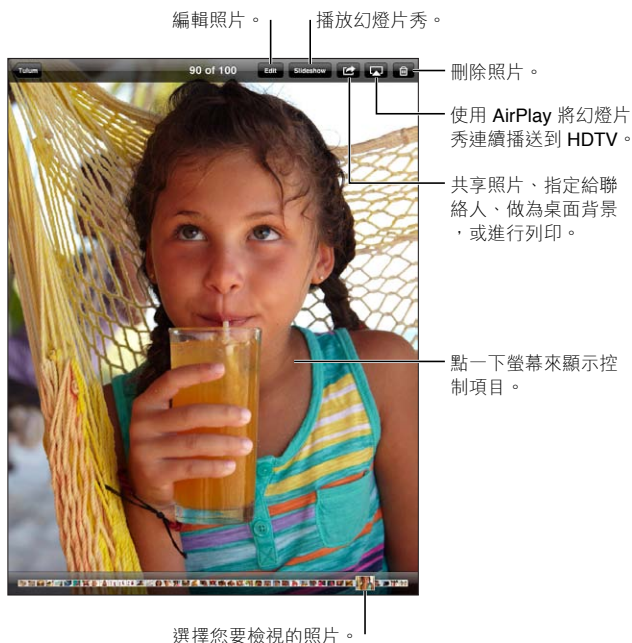 編輯照片。
播放幻燈片秀。
Tulum
90 of 100
Edit
Slideshow
刪除照片。
使用 AirPlay 將幻燈片
秀連續播送到 HDTV。
共享照片、指定給聯
絡人、做為桌面背景
，或進行列印。
點一下螢幕來顯示控
制項目。
選擇您要檢視的照片。